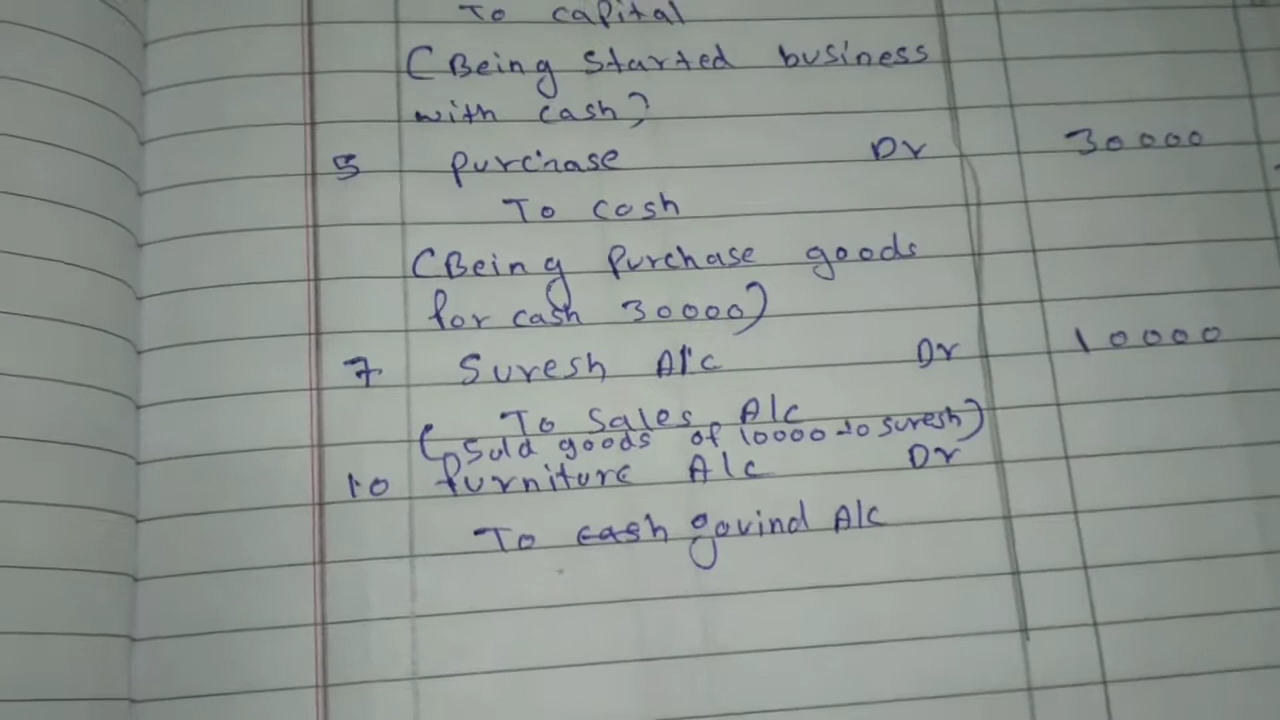 To capital
(Being started business
with cash)
5 purchase Dr 30000
To cash
(Being purchase goods
for cash 30000)
7 Suresh A/c Dr 10000
To Sales A/c
(Sold goods of 10000 to suresh)
10 furniture A/c Dr
To cash govind A/c